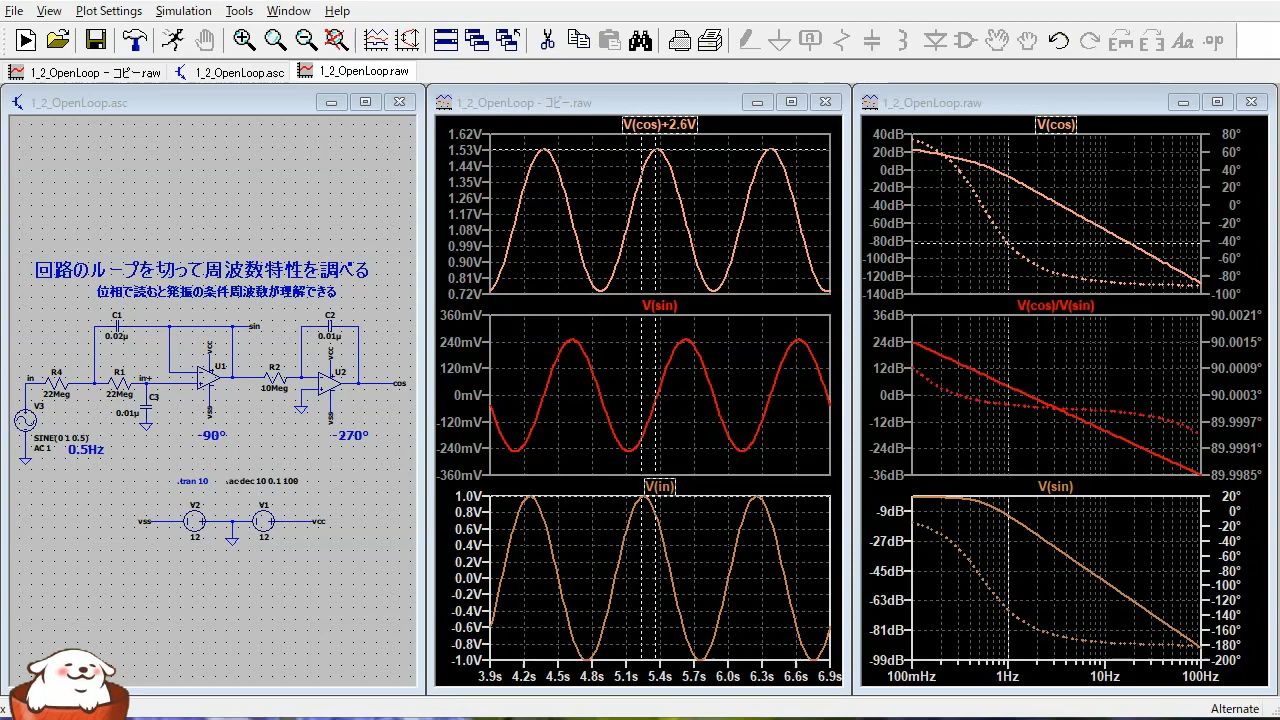 File View Plot Settings Simulation Tools Window Help
.op
1_2_OpenLoop - コピー.raw 1_2_OpenLoop.asc 1_2_OpenLoop.raw
1_2_OpenLoop.asc
回路のループを切って周波数特性を調べる
位相で読むと発振の条件周波数が理解できる
C1
0.02µ
sin
C2
0.01µ
R4
22Meg
R1
22Meg
in
in+
vcc
U1
vss
R2
10Meg
vcc
U2
vss
cos
V3
C3
0.01µ
SINE(0 1 0.5)
AC 1
0.5Hz
-90°
-270°
.tran 10
.ac dec 10 0.1 100
V2
V1
vss
vcc
12
12
1_2_OpenLoop - コピー.raw
V(cos)+2.6V
1.62V
1.53V
1.44V
1.35V
1.26V
1.17V
1.08V
0.99V
0.90V
0.81V
0.72V
V(sin)
360mV
240mV
120mV
0mV
-120mV
-240mV
-360mV
V(in)
1.0V
0.8V
0.6V
0.4V
0.2V
0.0V
-0.2V
-0.4V
-0.6V
-0.8V
-1.0V
3.9s 4.2s 4.5s 4.8s 5.1s 5.4s 5.7s 6.0s 6.3s 6.6s 6.9s
1_2_OpenLoop.raw
V(cos)
40dB 80°
20dB 60°
0dB 40°
-20dB 20°
-40dB 0°
-60dB -20°
-80dB -40°
-100dB -60°
-120dB -80°
-140dB -100°
V(cos)/V(sin)
36dB 90.0021°
24dB 90.0015°
12dB 90.0009°
0dB 90.0003°
-12dB 89.9997°
-24dB 89.9991°
-36dB 89.9985°
V(sin)
-9dB
-27dB
-45dB
-63dB
-81dB
-99dB
20°
0°
-20°
-40°
-60°
-80°
-100°
-120°
-140°
-160°
-180°
-200°
100mHz 1Hz 10Hz 100Hz
x
Alternate